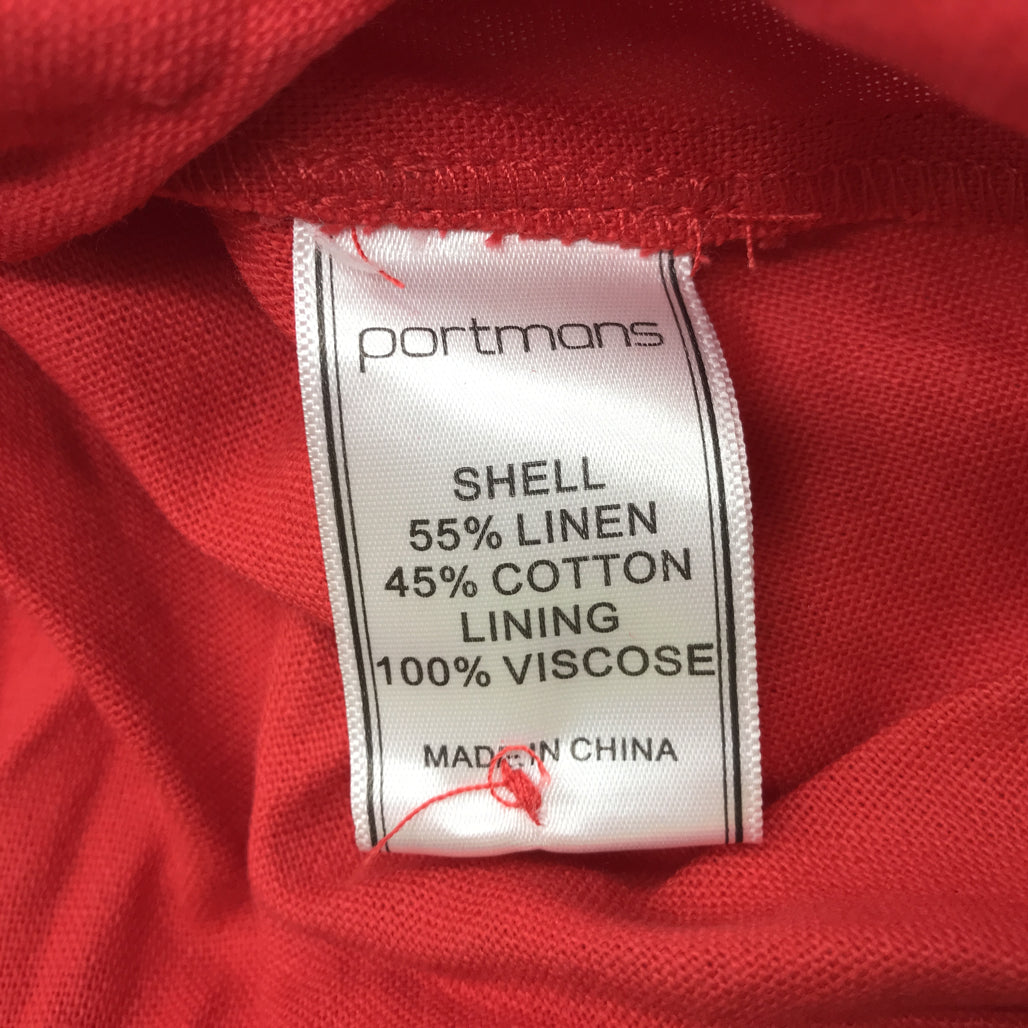 portmans
SHELL
55% LINEN
45% COTTON
LINING
100% VISCOSE
MADE IN CHINA